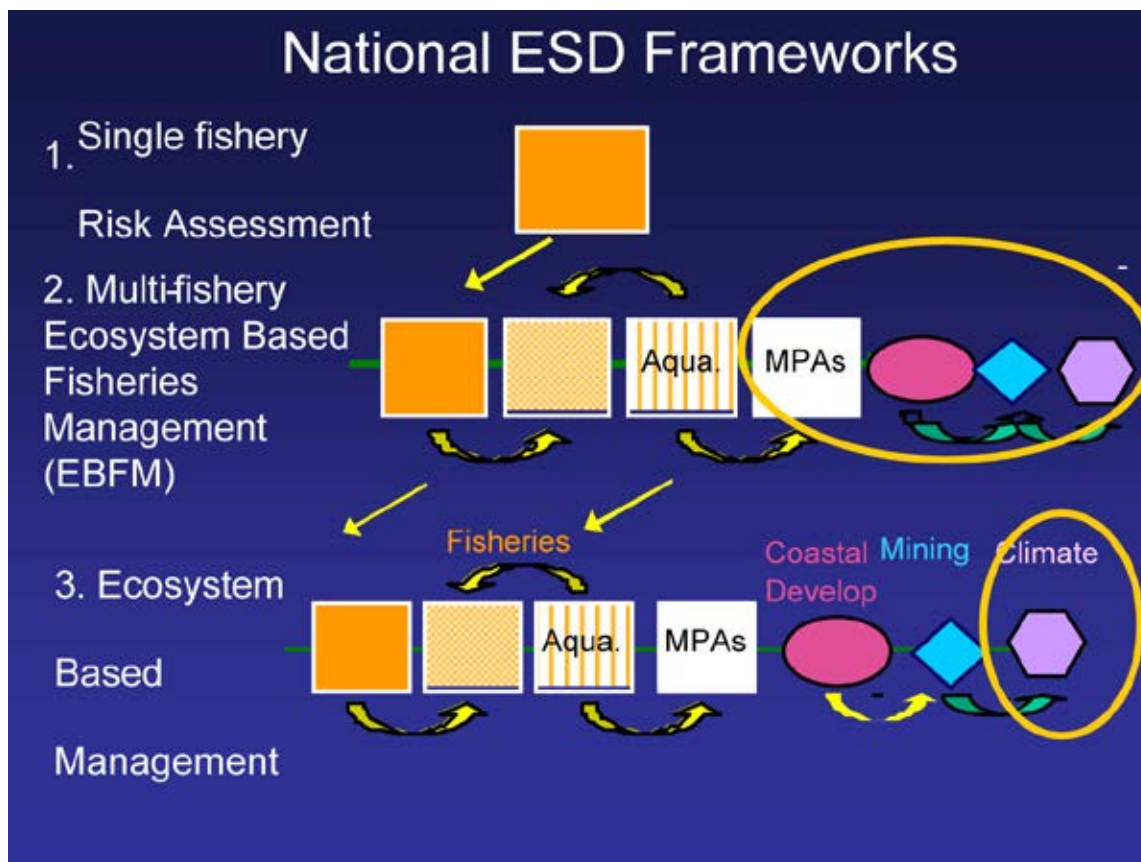 National ESD Frameworks
1. Single fishery
Risk Assessment
2. Multi-fishery
Ecosystem Based
Fisheries
Management
(EBFM)
Aqua.
MPAs
-
Fisheries
Coastal
Develop
Mining
Climate
3. Ecosystem
Based
Management
Aqua.
MPAs
-